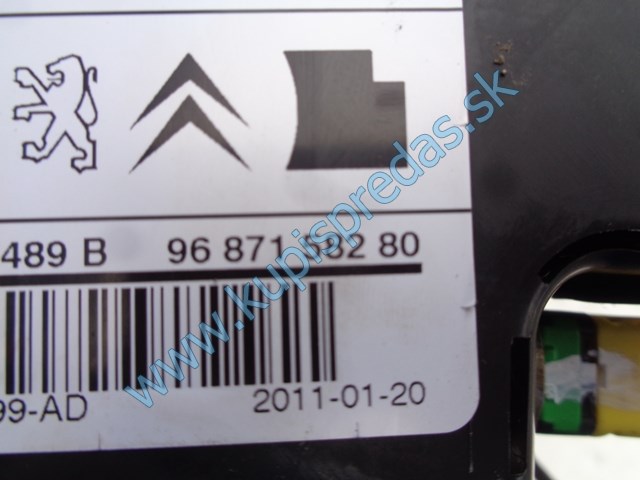 489 B 96 871 582 80
99-AD 2011-01-20
www.kupispredas.sk